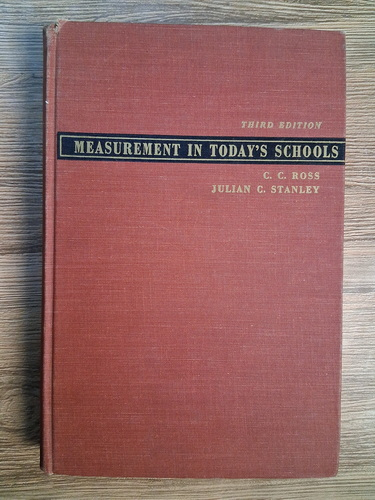 THIRD EDITION
MEASUREMENT IN TODAY'S SCHOOLS
C. C. ROSS
JULIAN C. STANLEY